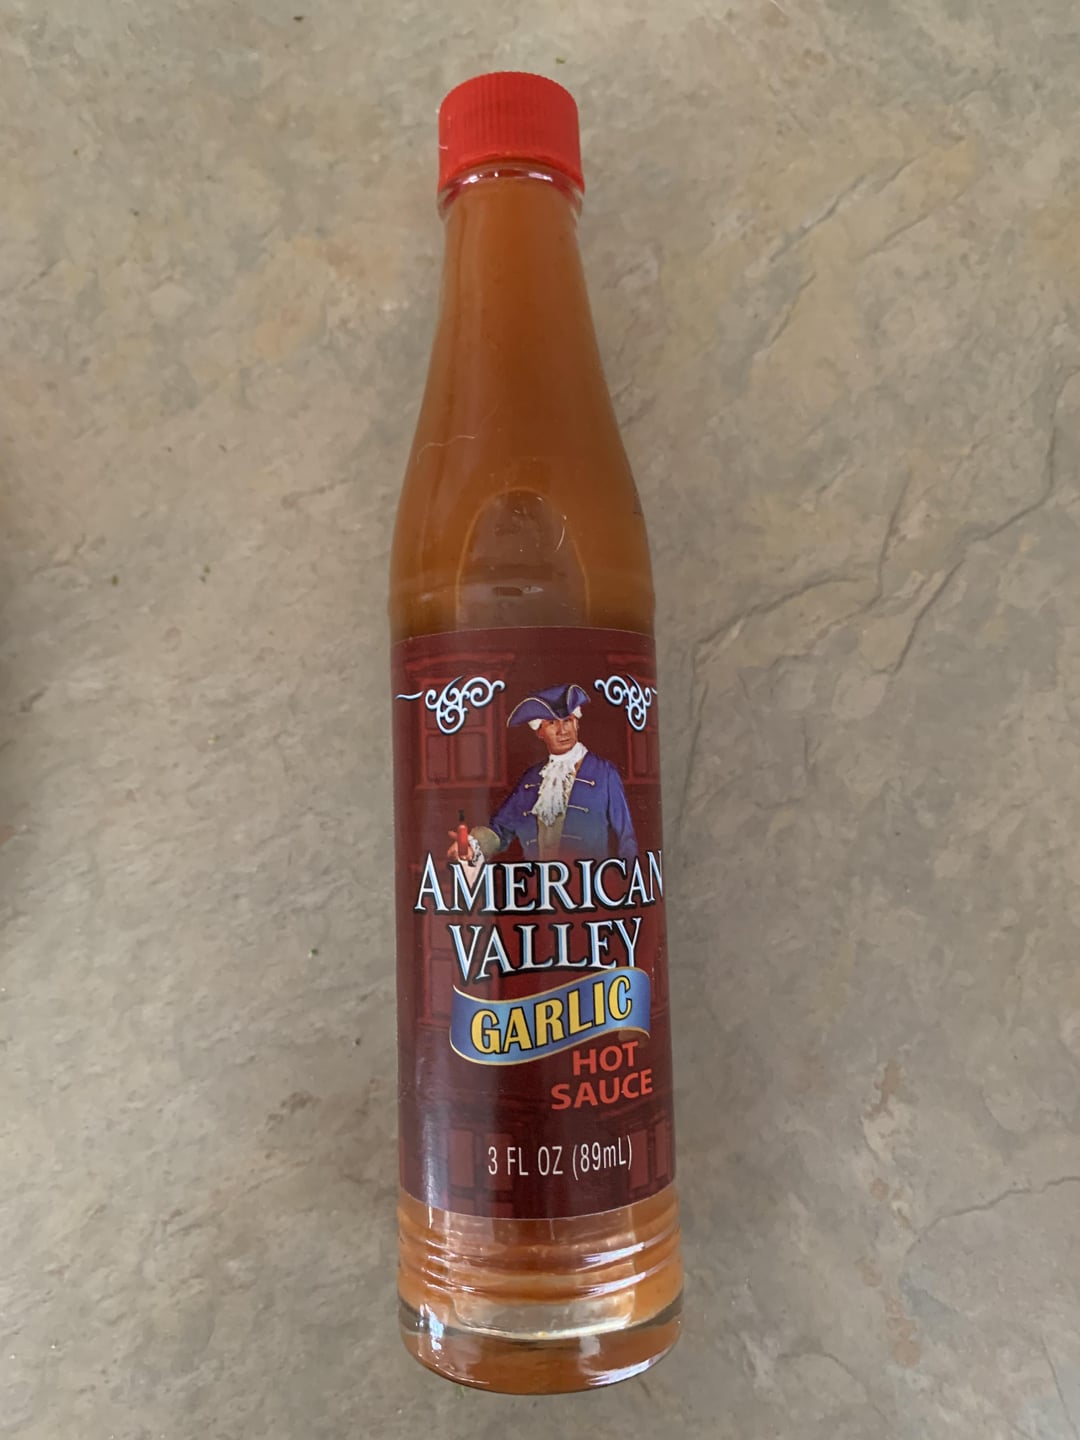 AMERICAN
VALLEY
GARLIC
HOT
SAUCE
3 FL OZ (89mL)